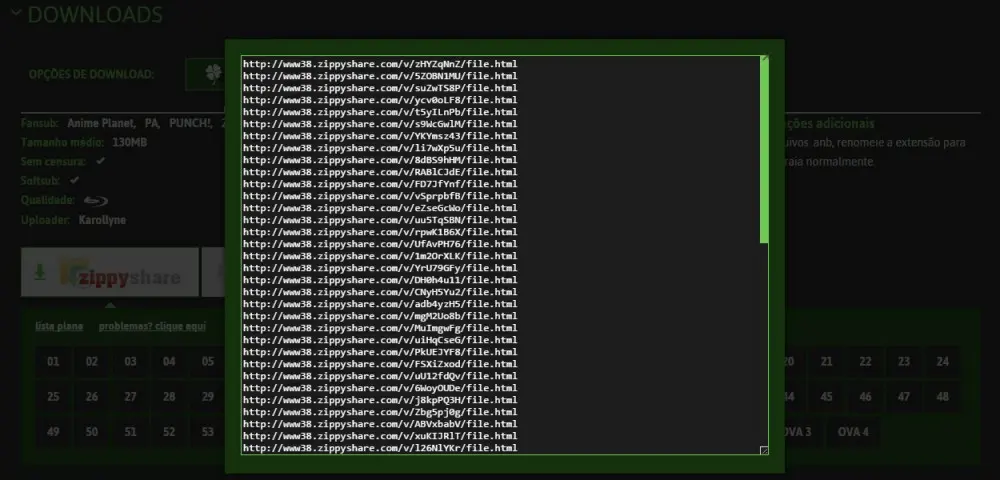 DOWNLOADS
OPÇÕES DE DOWNLOAD:
Fansub: Anime Planet, PA, PUNCH!,
Tamanho médio: 130MB
Sem censura:
Softsub:
Qualidade:
Uploader: Karollyne
zippyshare
lista plana problemas? clique aqui
01 02 03 04 05
25 26 27 28 29
49 50 51 52 53
http://www38.zippyshare.com/v/zHYZqNnZ/file.html
http://www38.zippyshare.com/v/5ZOBN1MU/file.html
http://www38.zippyshare.com/v/suZwTS8P/file.html
http://www38.zippyshare.com/v/ycv0oLF8/file.html
http://www38.zippyshare.com/v/t5yILnPb/file.html
http://www38.zippyshare.com/v/s9WcGwlM/file.html
http://www38.zippyshare.com/v/YKYmsz43/file.html
http://www38.zippyshare.com/v/li7wXp5u/file.html
http://www38.zippyshare.com/v/8dBS9hHM/file.html
http://www38.zippyshare.com/v/RABlCJdE/file.html
http://www38.zippyshare.com/v/FD7JfYnf/file.html
http://www38.zippyshare.com/v/vSprpbfB/file.html
http://www38.zippyshare.com/v/eZseGcWo/file.html
http://www38.zippyshare.com/v/uu5TqSBN/file.html
http://www38.zippyshare.com/v/rpwK1B6X/file.html
http://www38.zippyshare.com/v/UfAvPH76/file.html
http://www38.zippyshare.com/v/1m2OrXLK/file.html
http://www38.zippyshare.com/v/YrU79GFy/file.html
http://www38.zippyshare.com/v/DH0h4u11/file.html
http://www38.zippyshare.com/v/CNyH5Yu2/file.html
http://www38.zippyshare.com/v/adb4yzH5/file.html
http://www38.zippyshare.com/v/mgM2Uo8b/file.html
http://www38.zippyshare.com/v/MuImgwFg/file.html
http://www38.zippyshare.com/v/uiHqCseG/file.html
http://www38.zippyshare.com/v/PkUEJYF8/file.html
http://www38.zippyshare.com/v/FSXiZxod/file.html
http://www38.zippyshare.com/v/uU12fdQv/file.html
http://www38.zippyshare.com/v/6WoyOUDe/file.html
http://www38.zippyshare.com/v/j8kpPQ3H/file.html
http://www38.zippyshare.com/v/Zbg5pj0g/file.html
http://www38.zippyshare.com/v/ABVxbabV/file.html
http://www38.zippyshare.com/v/xuKIJRlT/file.html
http://www38.zippyshare.com/v/l26NlYKr/file.html
ções adicionais
uivos .anb, renomeie a extensão para
raia normalmente.
20 21 22 23 24
44 45 46 47 48
OVA 3 OVA 4